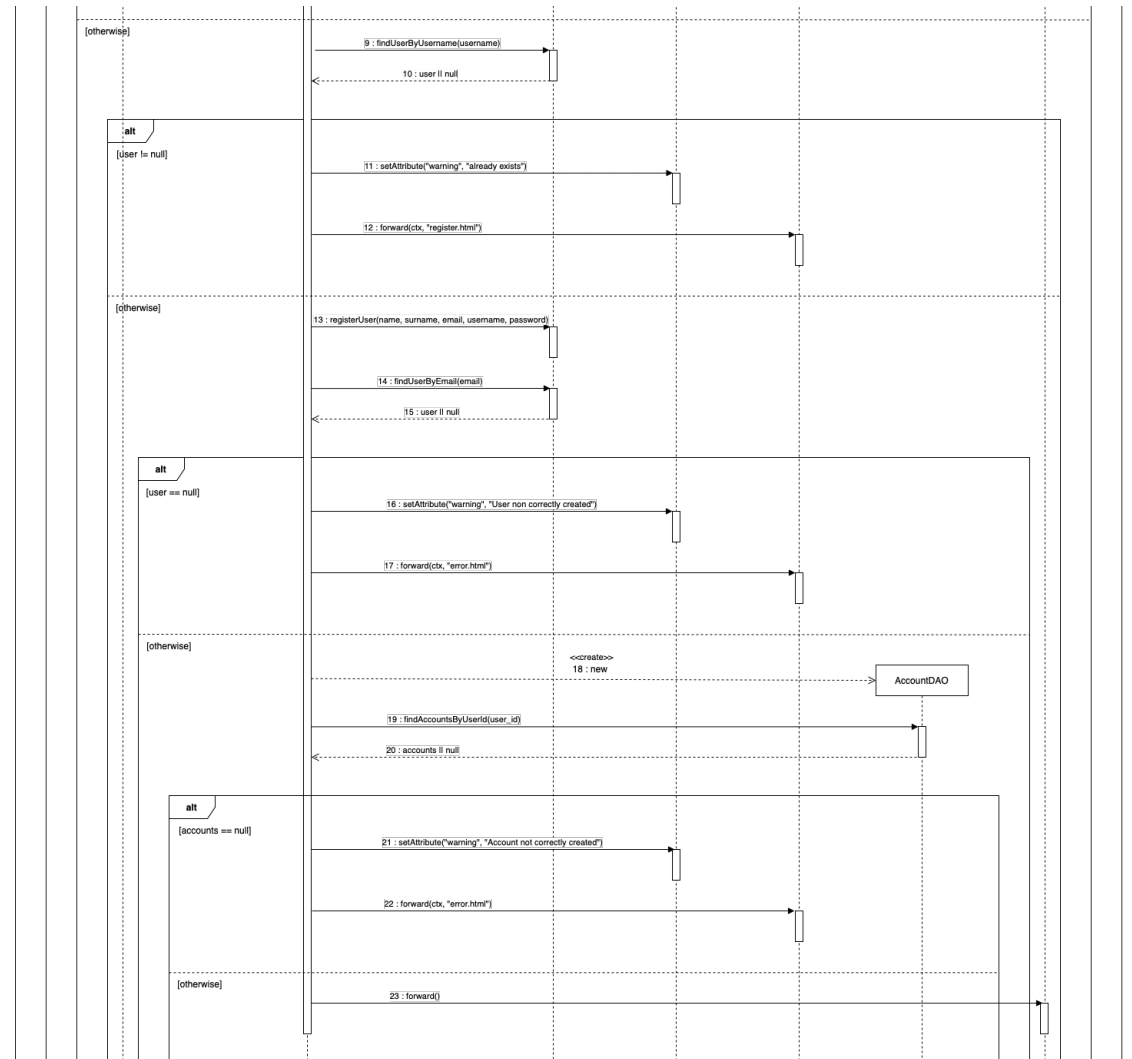 [otherwise]
9 : findUserByUsername(username)
10 : user || null
alt
[user != null]
11 : setAttribute("warning", "already exists")
12 : forward(ctx, "register.html")
[otherwise]
13 : registerUser(name, surname, email, username, password)
14 : findUserByEmail(email)
15 : user || null
alt
[user == null]
16 : setAttribute("warning", "User non correctly created")
17 : forward(ctx, "error.html")
[otherwise]
<<create>>
18 : new
AccountDAO
19 : findAccountsByUserId(user_id)
20 : accounts || null
alt
[accounts == null]
21 : setAttribute("warning", "Account not correctly created")
22 : forward(ctx, "error.html")
[otherwise]
23 : forward()